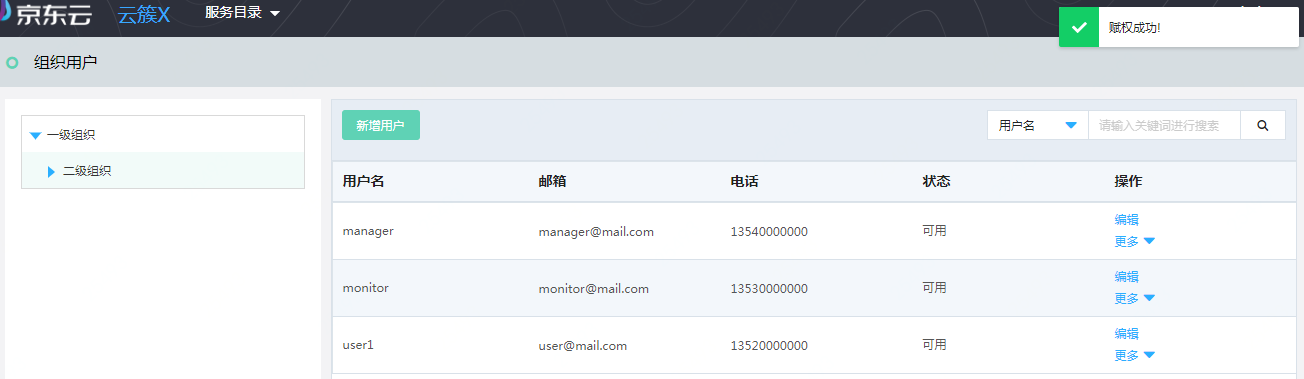 京东云 云簇X 服务目录
赋权成功!
组织用户
一级组织
二级组织
新增用户 用户名 请输入关键词进行搜索
用户名 邮箱 电话 状态 操作
manager manager@mail.com 13540000000 可用 编辑
更多
monitor monitor@mail.com 13530000000 可用 编辑
更多
user1 user@mail.com 13520000000 可用 编辑
更多